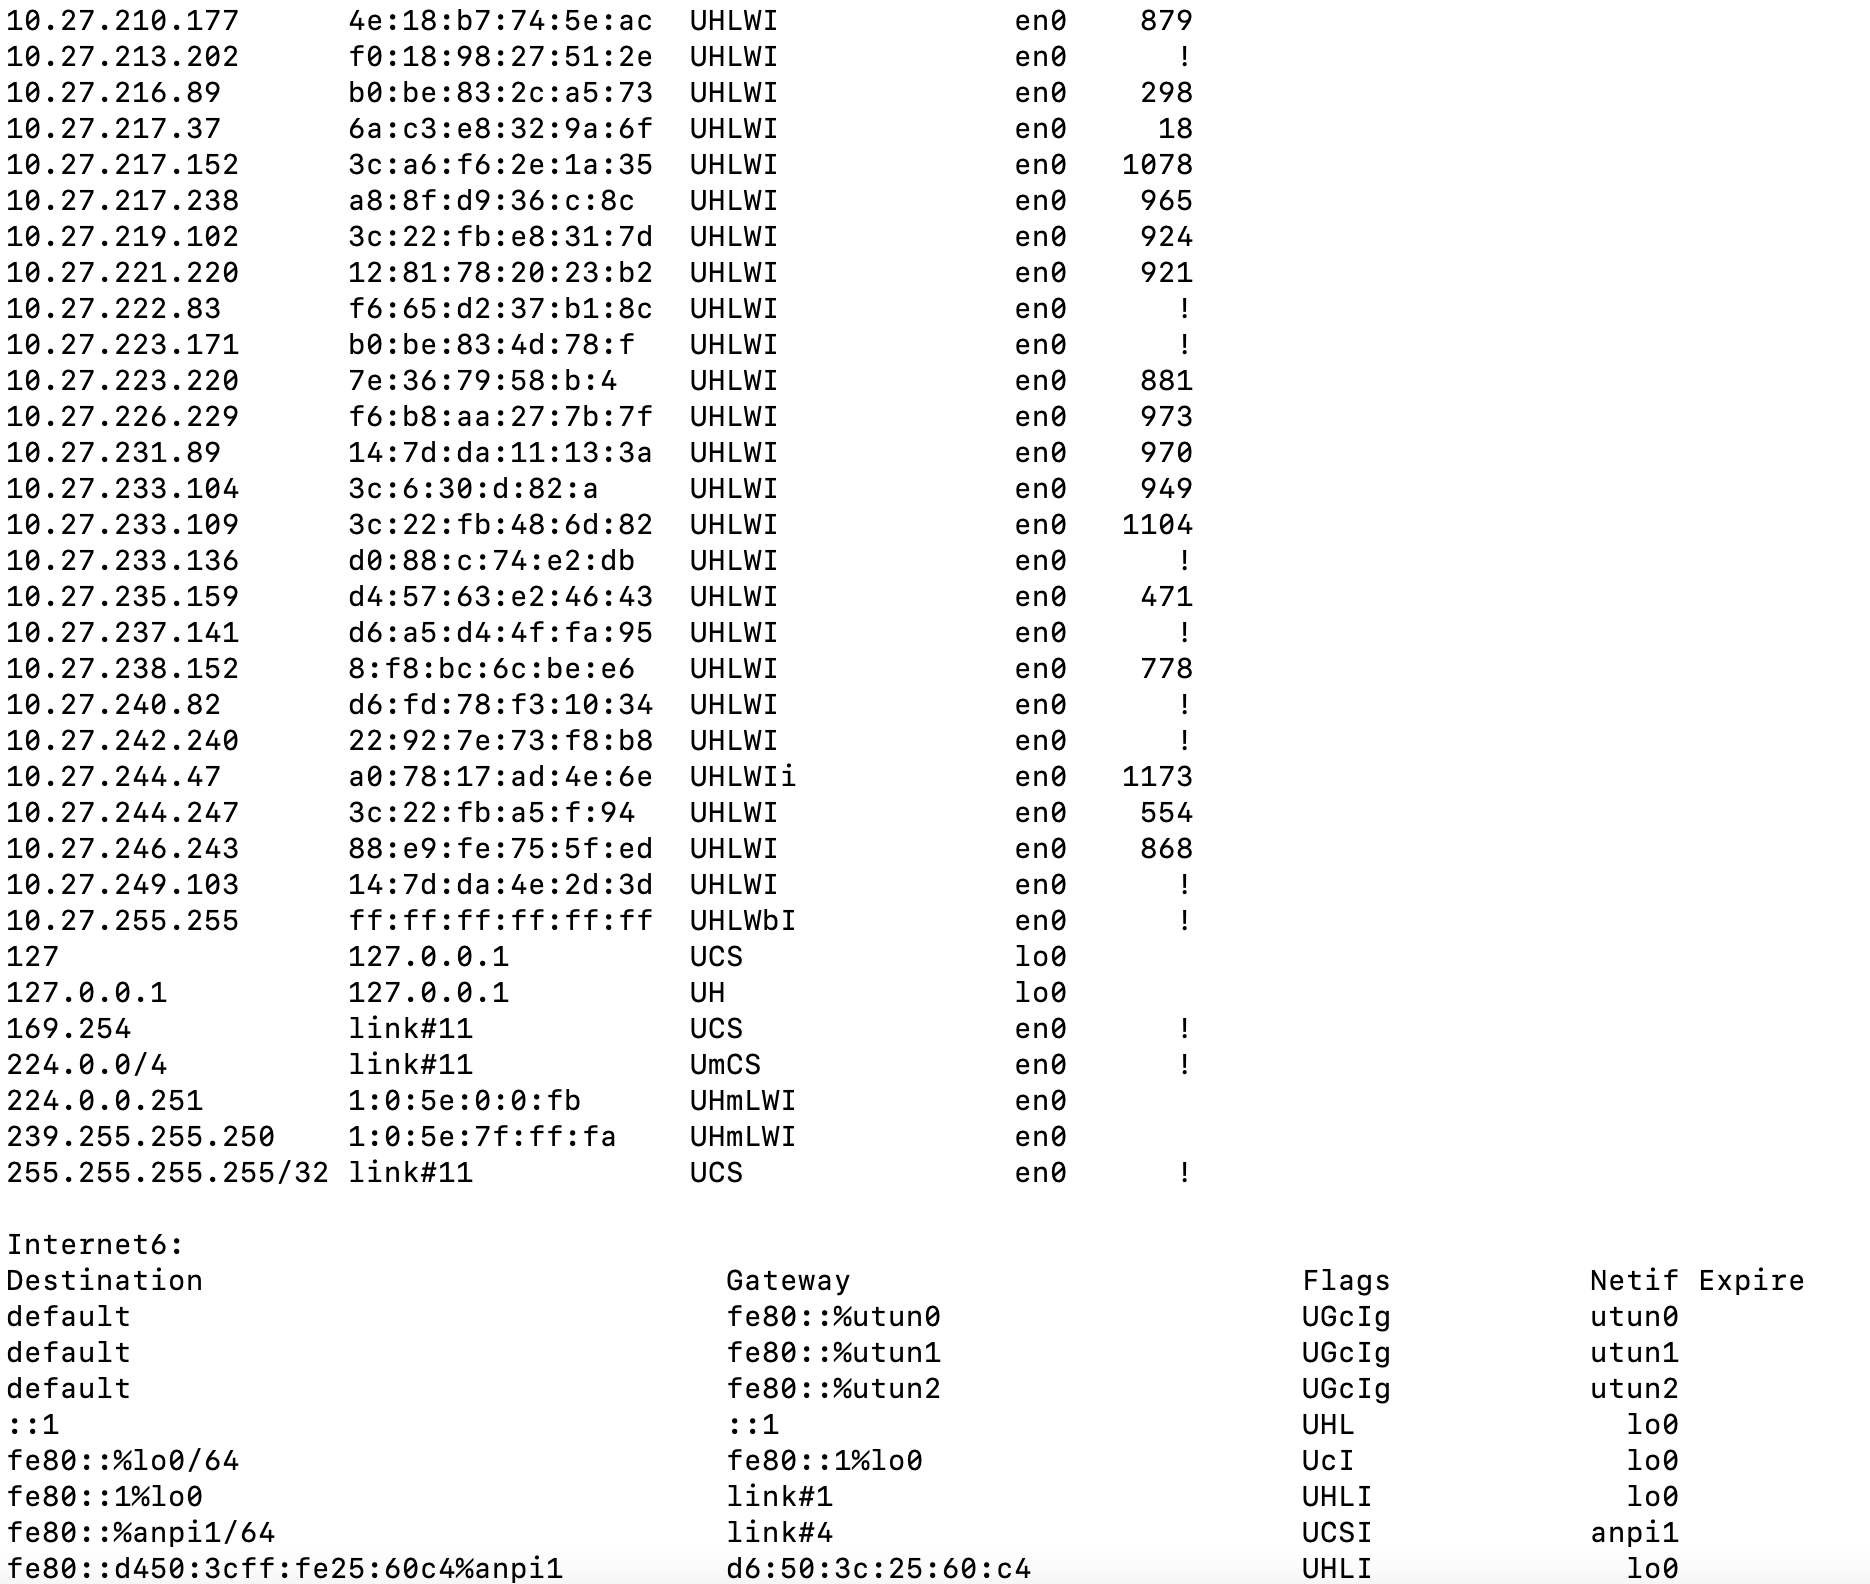 10.27.210.177      4e:18:b7:74:5e:ac  UHLWI             en0    879
10.27.213.202      f0:18:98:27:51:2e  UHLWI             en0      !
10.27.216.89       b0:be:83:2c:a5:73  UHLWI             en0    298
10.27.217.37       6a:c3:e8:32:9a:6f  UHLWI             en0     18
10.27.217.152      3c:a6:f6:2e:1a:35  UHLWI             en0   1078
10.27.217.238      a8:8f:d9:36:c:8c   UHLWI             en0    965
10.27.219.102      3c:22:fb:e8:31:7d  UHLWI             en0    924
10.27.221.220      12:81:78:20:23:b2  UHLWI             en0    921
10.27.222.83       f6:65:d2:37:b1:8c  UHLWI             en0      !
10.27.223.171      b0:be:83:4d:78:f   UHLWI             en0      !
10.27.223.220      7e:36:79:58:b:4    UHLWI             en0    881
10.27.226.229      f6:b8:aa:27:7b:7f  UHLWI             en0    973
10.27.231.89       14:7d:da:11:13:3a  UHLWI             en0    970
10.27.233.104      3c:6:30:d:82:a     UHLWI             en0    949
10.27.233.109      3c:22:fb:48:6d:82  UHLWI             en0   1104
10.27.233.136      d0:88:c:74:e2:db   UHLWI             en0      !
10.27.235.159      d4:57:63:e2:46:43  UHLWI             en0    471
10.27.237.141      d6:a5:d4:4f:fa:95  UHLWI             en0      !
10.27.238.152      8:f8:bc:6c:be:e6   UHLWI             en0    778
10.27.240.82       d6:fd:78:f3:10:34  UHLWI             en0      !
10.27.242.240      22:92:7e:73:f8:b8  UHLWI             en0      !
10.27.244.47       a0:78:17:ad:4e:6e  UHLWIi            en0   1173
10.27.244.247      3c:22:fb:a5:f:94   UHLWI             en0    554
10.27.246.243      88:e9:fe:75:5f:ed  UHLWI             en0    868
10.27.249.103      14:7d:da:4e:2d:3d  UHLWI             en0      !
10.27.255.255      ff:ff:ff:ff:ff:ff  UHLWbI            en0      !
127                127.0.0.1          UCS               lo0
127.0.0.1          127.0.0.1          UH                lo0
169.254            link#11            UCS               en0      !
224.0.0/4          link#11            UmCS              en0      !
224.0.0.251        1:0:5e:0:0:fb      UHmLWI            en0
239.255.255.250    1:0:5e:7f:ff:fa    UHmLWI            en0
255.255.255.255/32 link#11            UCS               en0      !

Internet6:
Destination                             Gateway                         Flags           Netif Expire
default                                 fe80::%utun0                    UGcIg           utun0
default                                 fe80::%utun1                    UGcIg           utun1
default                                 fe80::%utun2                    UGcIg           utun2
::1                                     ::1                             UHL               lo0
fe80::%lo0/64                           fe80::1%lo0                     UcI               lo0
fe80::1%lo0                             link#1                          UHLI              lo0
fe80::%anpi1/64                         link#4                          UCSI            anpi1
fe80::d450:3cff:fe25:60c4%anpi1         d6:50:3c:25:60:c4               UHLI              lo0